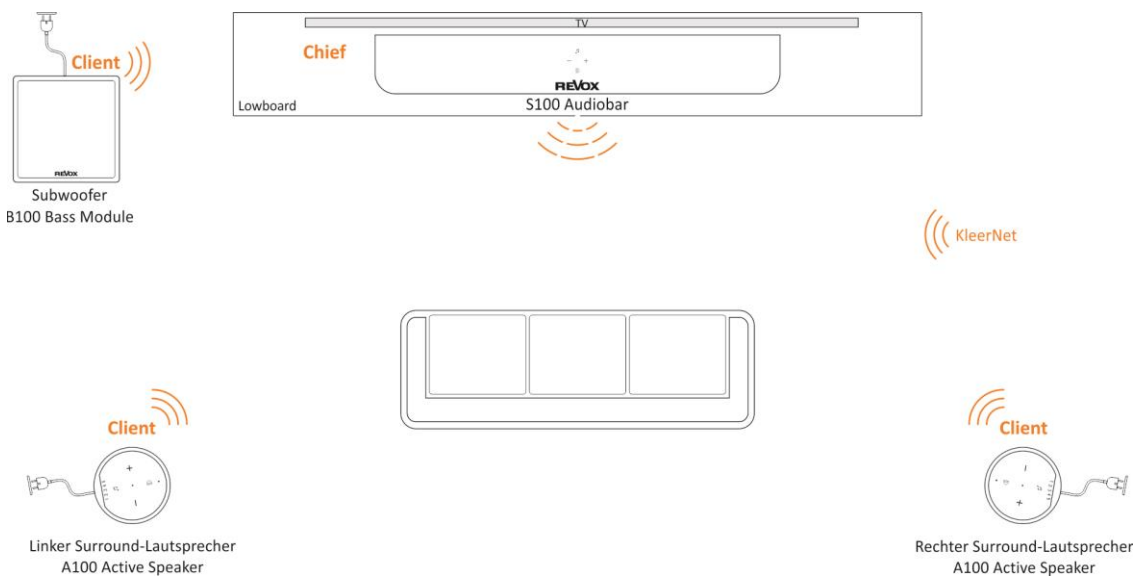 TV
Client
Chief
REVOX
Lowboard
S100 Audiobar
REVOX
Subwoofer
B100 Bass Module
KleerNet
Client
Client
Linker Surround-Lautsprecher
A100 Active Speaker
Rechter Surround-Lautsprecher
A100 Active Speaker